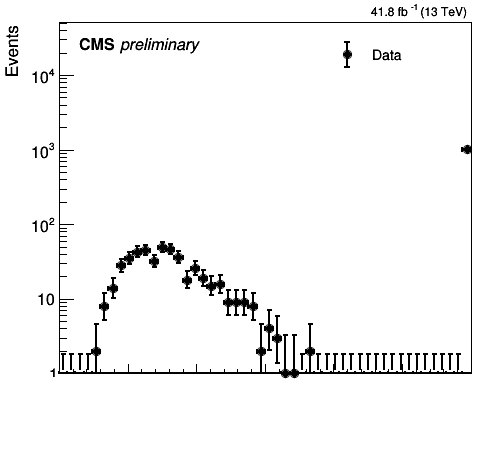 41.8 fb⁻¹ (13 TeV)
CMS preliminary
Data
Events
10⁴
10³
10²
10
1